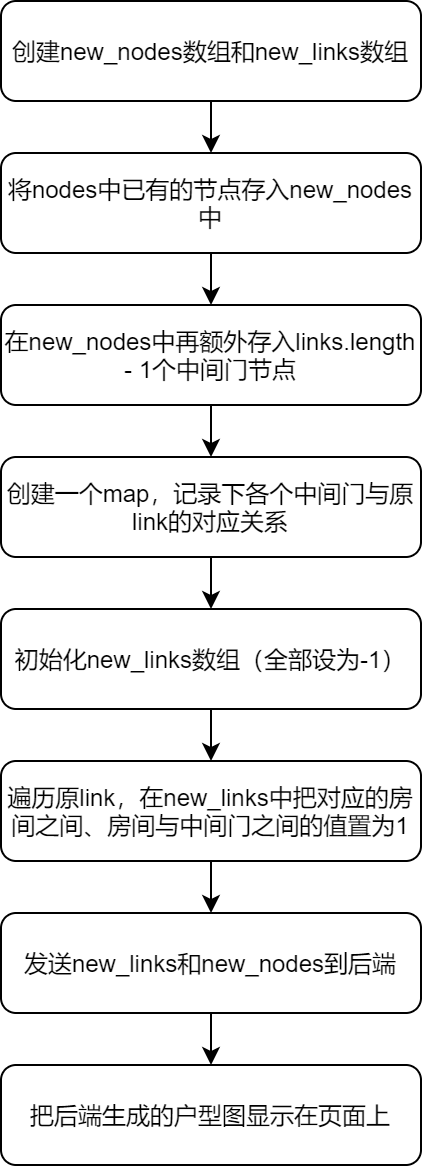 创建new_nodes数组和new_links数组
将nodes中已有的节点存入new_nodes
中
在new_nodes中再额外存入links.length
- 1个中间门节点
创建一个map，记录下各个中间门与原
link的对应关系
初始化new_links数组（全部设为-1）
遍历原link，在new_links中把对应的房
间之间、房间与中间门之间的值置为1
发送new_links和new_nodes到后端
把后端生成的户型图显示在页面上